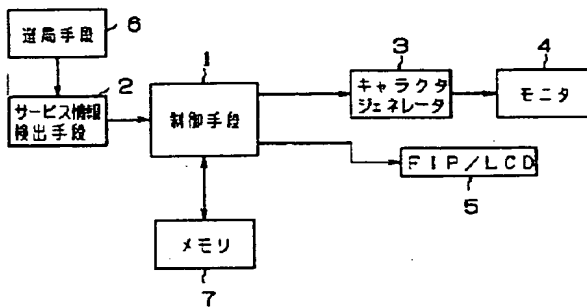 6
選局手段
2
サービス情報
検出手段
1
制御手段
3
キャラクタ
ジェネレータ
4
モニタ
FIP/LCD
5
メモリ
7